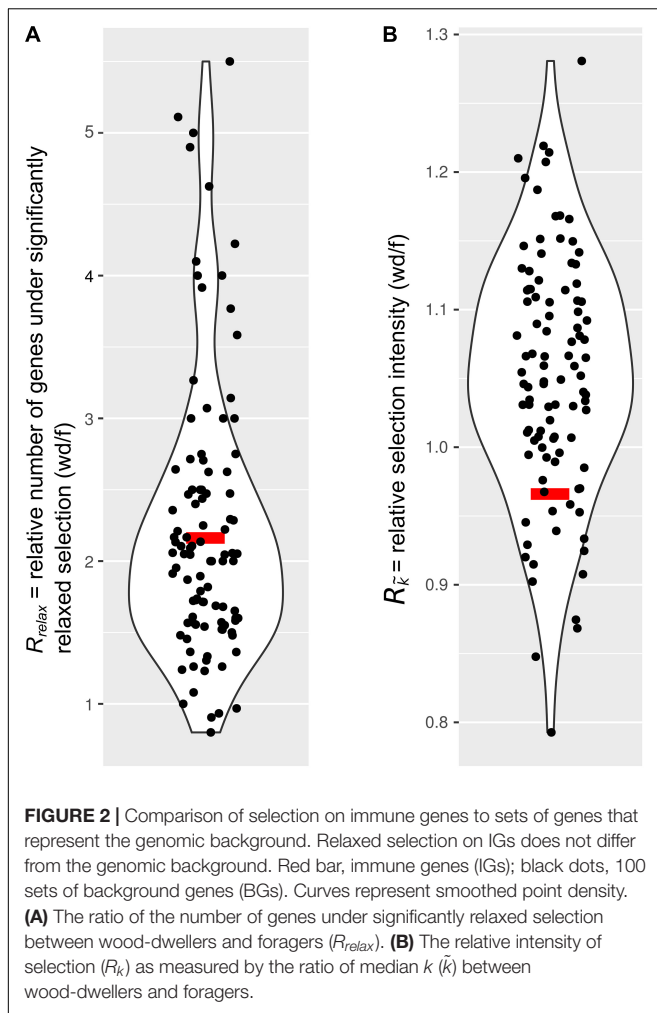 A
R_relax = relative number of genes under significantly
relaxed selection (wd/f)
5
4
3
2
1
B
R_k̃ = relative selection intensity (wd/f)
1.3
1.2
1.1
1.0
0.9
0.8
FIGURE 2 | Comparison of selection on immune genes to sets of genes that
represent the genomic background. Relaxed selection on IGs does not differ
from the genomic background. Red bar, immune genes (IGs); black dots, 100
sets of background genes (BGs). Curves represent smoothed point density.
(A) The ratio of the number of genes under significantly relaxed selection
between wood-dwellers and foragers (R_relax). (B) The relative intensity of
selection (R_k) as measured by the ratio of median k (k̃) between
wood-dwellers and foragers.